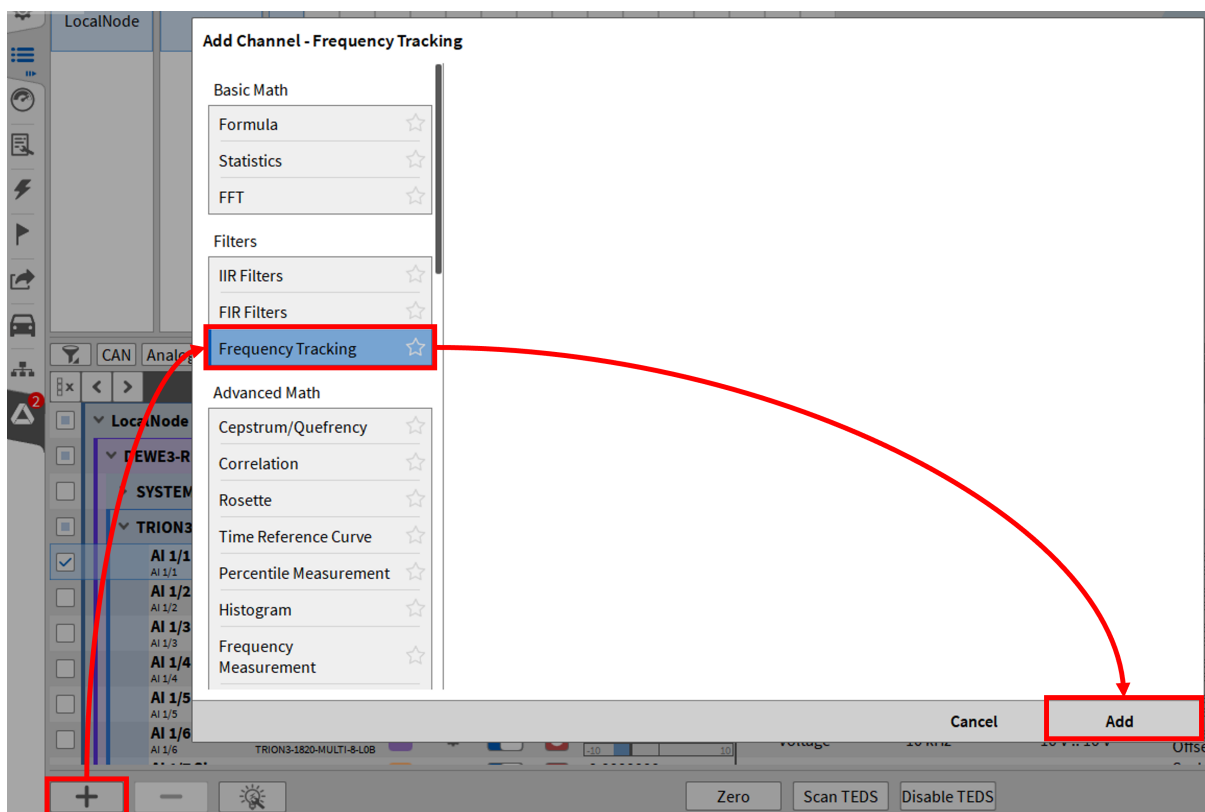 LocalNode
Add Channel - Frequency Tracking
Basic Math
Formula
Statistics
FFT
Filters
IIR Filters
FIR Filters
Frequency Tracking
Advanced Math
Cepstrum/Quefrency
Correlation
Rosette
Time Reference Curve
Percentile Measurement
Histogram
Frequency
Measurement
Cancel
Add
CAN
2
LocalNode
DEWE3-R
SYSTEM
TRION3
AI 1/1
AI 1/1
AI 1/2
AI 1/2
AI 1/3
AI 1/3
AI 1/4
AI 1/4
AI 1/5
AI 1/5
AI 1/6
AI 1/6
TRION3-1820-MULTI-8-L0B
-10
10
Zero
Scan TEDS
Disable TEDS